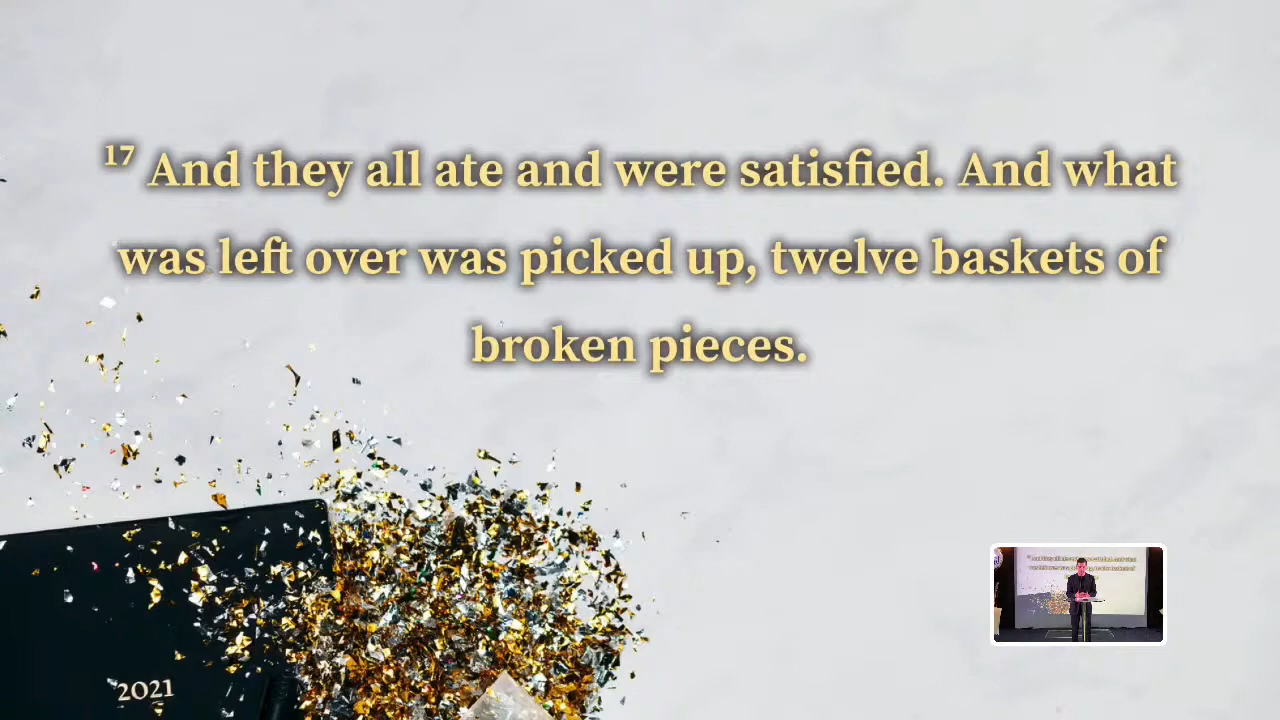 17 And they all ate and were satisfied. And what
was left over was picked up, twelve baskets of
broken pieces.
2021